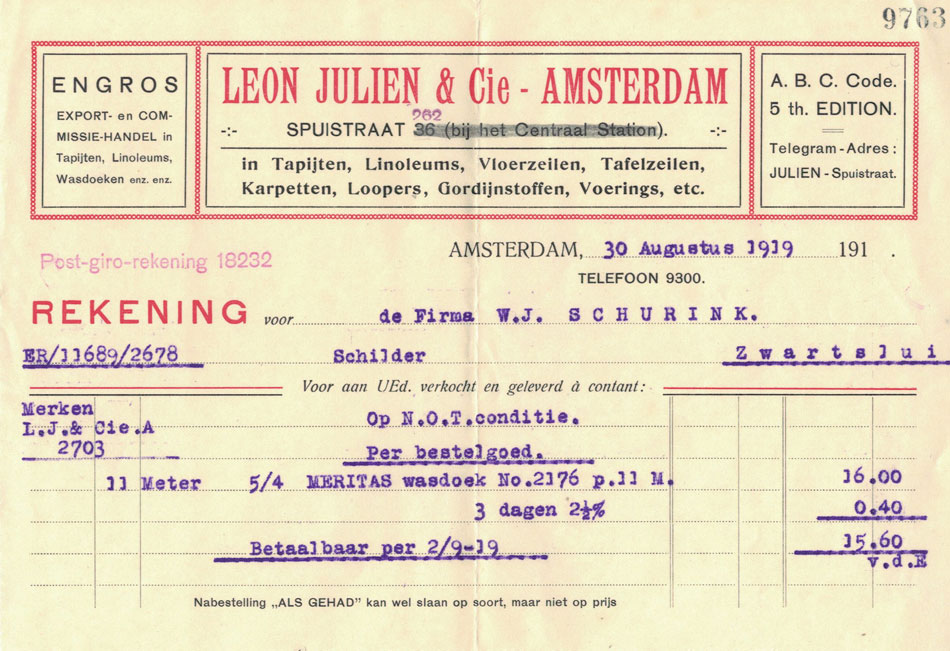 9763
ENGROS
EXPORT- en COM-
MISSIE-HANDEL in
Tapijten, Linoleums,
Wasdoeken enz. enz.
LEON JULIEN & Cie - AMSTERDAM
262
-:- SPUISTRAAT 36 (bij het Centraal Station). -:-
in Tapijten, Linoleums, Vloerzeilen, Tafelzeilen,
Karpetten, Loopers, Gordijnstoffen, Voerings, etc.
A. B. C. Code.
5 th. EDITION.
Telegram-Adres:
JULIEN - Spuistraat.
Post-giro-rekening 18232
AMSTERDAM, 30 Augustus 1919 191 .
TELEFOON 9300.
REKENING voor de Firma W.J. SCHURINK.
ER/11689/2678 Schilder Zwartslui
Voor aan UEd. verkocht en geleverd à contant:
Merken
L.J.& Cie.A
2703
Op N.O.T.conditie.
Per bestelgoed.
11 Meter 5/4 MERITAS wasdoek No.2176 p.11 M. 16.00
3 dagen 2½% 0.40
Betaalbaar per 2/9-19 15.60
v.d.E
Nabestelling „ALS GEHAD" kan wel slaan op soort, maar niet op prijs